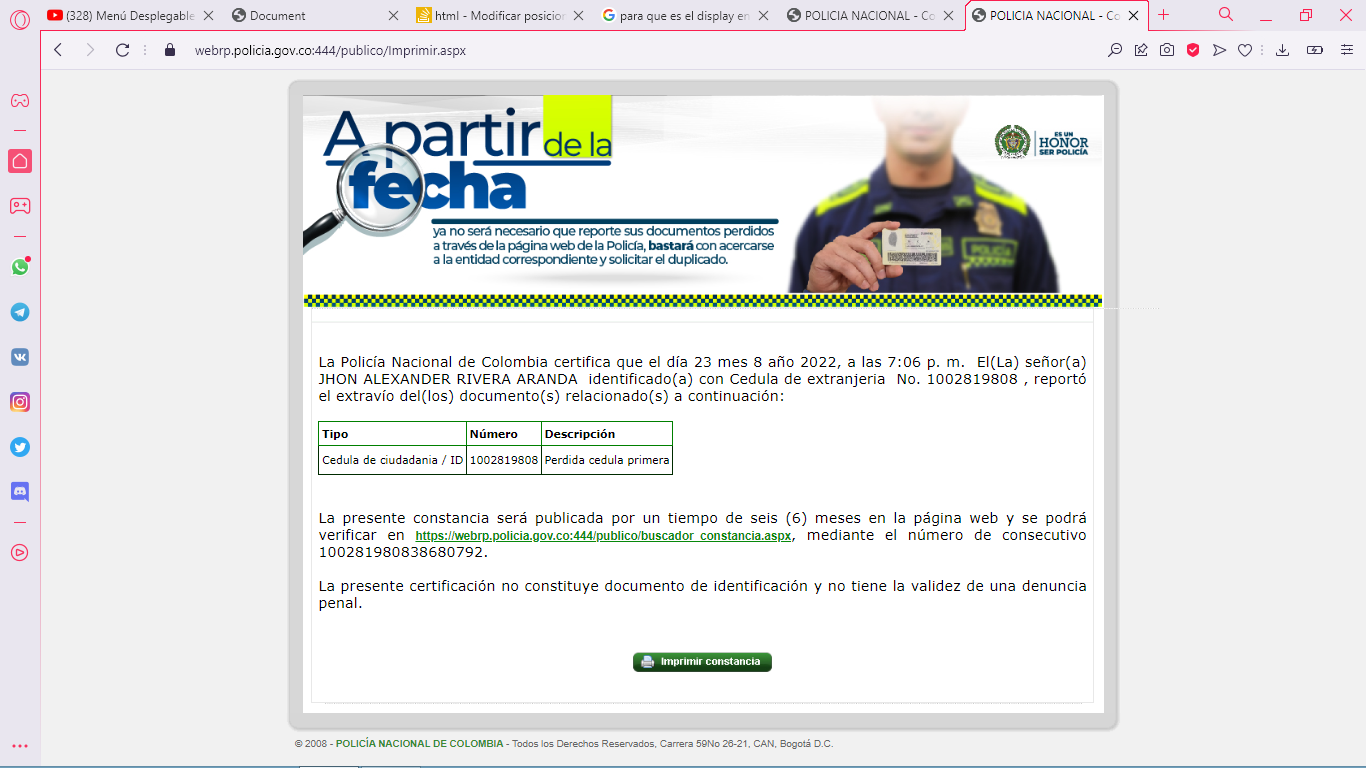 (328) Menú Desplegable
Document
html - Modificar posicion
para que es el display en
POLICIA NACIONAL - Co
POLICIA NACIONAL - Co
webrp.policia.gov.co:444/publico/Imprimir.aspx
A partir de la
fecha
ES UN
HONOR
SER POLICÍA
ya no será necesario que reporte sus documentos perdidos
a través de la página web de la Policía, bastará con acercarse
a la entidad correspondiente y solicitar el duplicado.
POLICÍA
La Policía Nacional de Colombia certifica que el día 23 mes 8 año 2022, a las 7:06 p. m. El(La) señor(a)
JHON ALEXANDER RIVERA ARANDA identificado(a) con Cedula de extranjeria No. 1002819808 , reportó
el extravío del(los) documento(s) relacionado(s) a continuación:
Tipo Número Descripción
Cedula de ciudadania / ID 1002819808 Perdida cedula primera
La presente constancia será publicada por un tiempo de seis (6) meses en la página web y se podrá
verificar en https://webrp.policia.gov.co:444/publico/buscador_constancia.aspx, mediante el número de consecutivo
100281980838680792.
La presente certificación no constituye documento de identificación y no tiene la validez de una denuncia
penal.
Imprimir constancia
© 2008 - POLICÍA NACIONAL DE COLOMBIA - Todos los Derechos Reservados, Carrera 59No 26-21, CAN, Bogotá D.C.